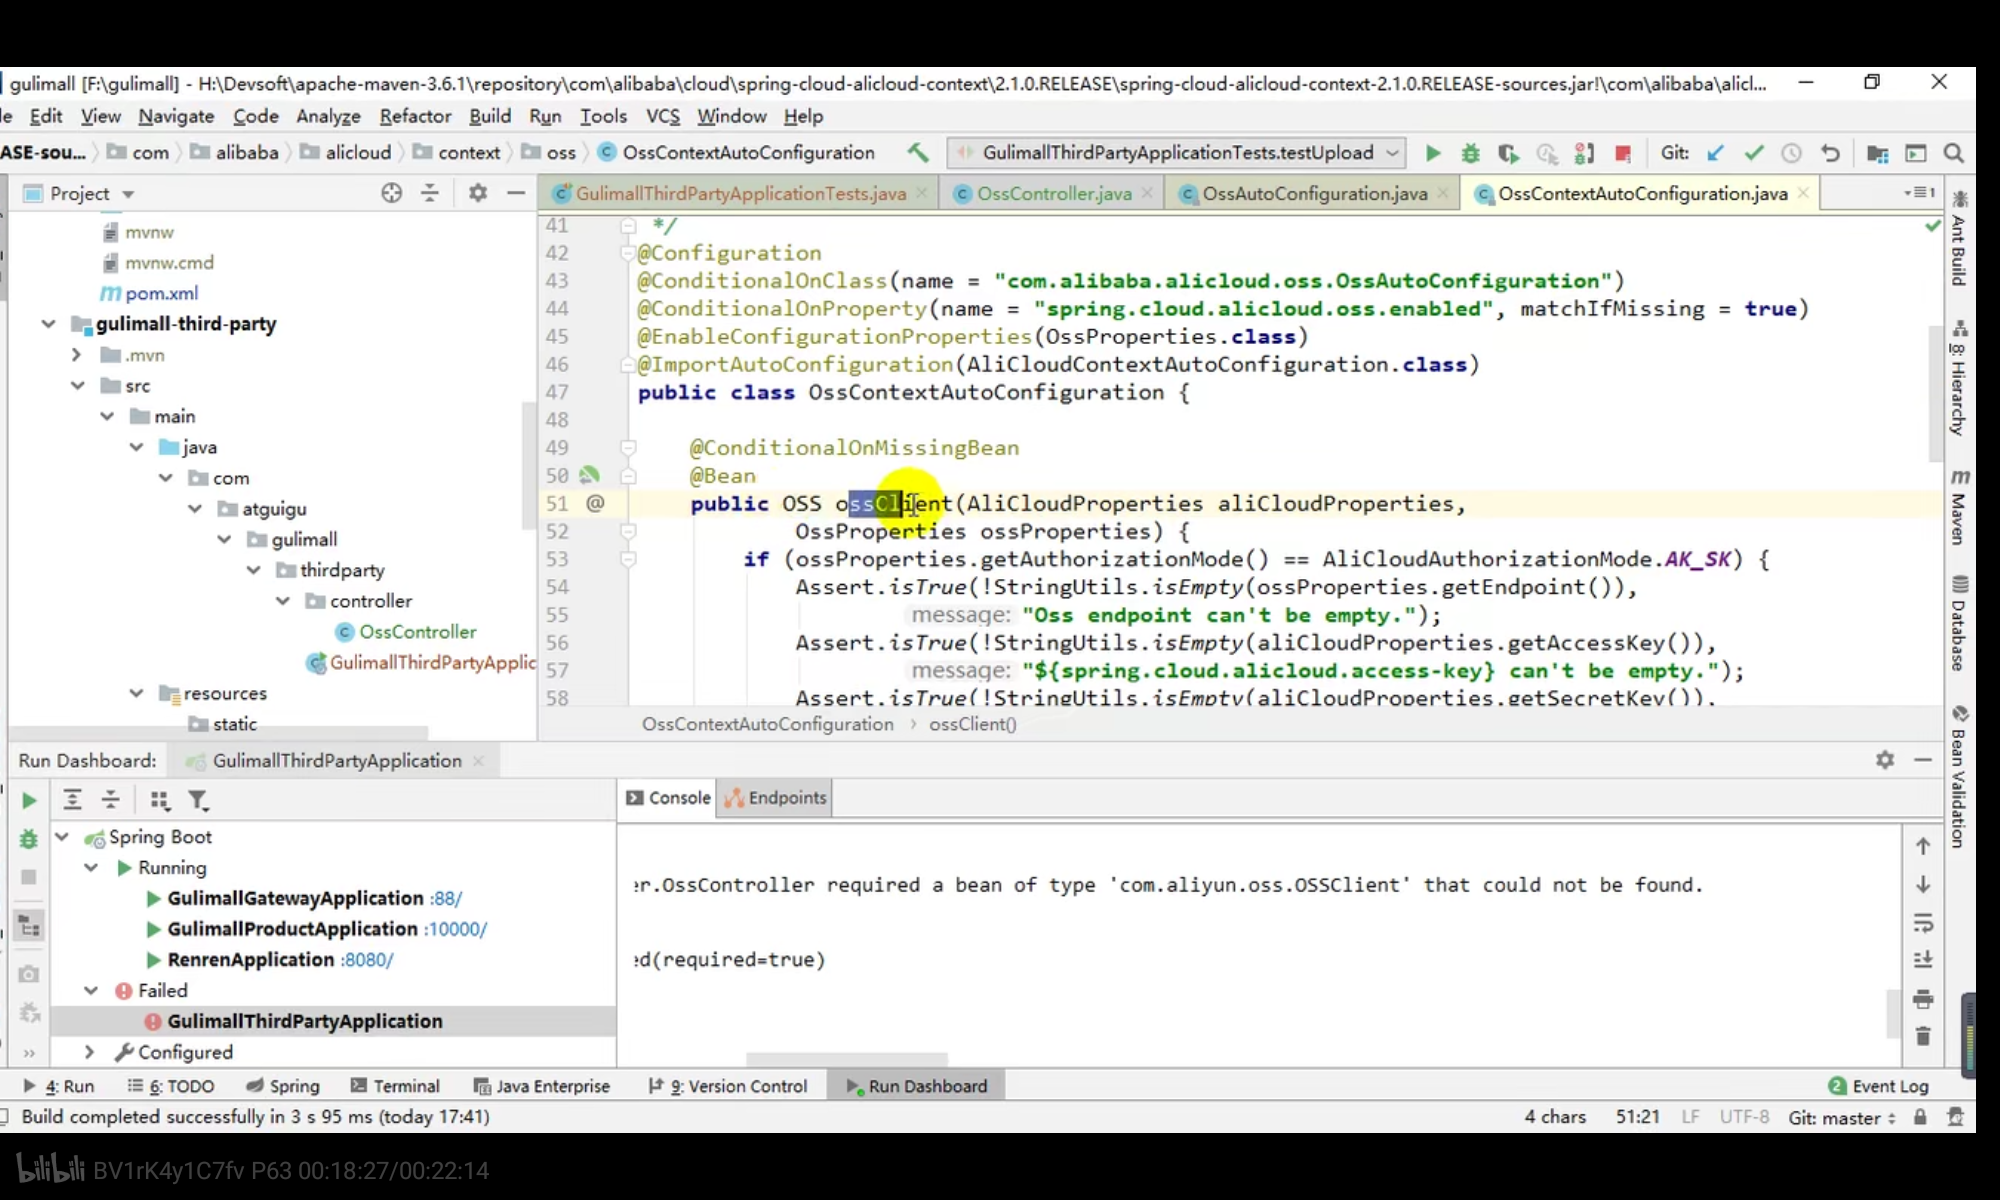 gulimall [F:\gulimall] - H:\Devsoft\apache-maven-3.6.1\repository\com\alibaba\cloud\spring-cloud-alicloud-context\2.1.0.RELEASE\spring-cloud-alicloud-context-2.1.0.RELEASE-sources.jar!\com\alibaba\alicl...
Edit View Navigate Code Analyze Refactor Build Run Tools VCS Window Help
ASE-sou... com alibaba alicloud context oss OssContextAutoConfiguration GulimallThirdPartyApplicationTests.testUpload Git:
Project
GulimallThirdPartyApplicationTests.java OssController.java OssAutoConfiguration.java OssContextAutoConfiguration.java
mvnw
mvnw.cmd
pom.xml
gulimall-third-party
.mvn
src
main
java
com
atguigu
gulimall
thirdparty
controller
OssController
GulimallThirdPartyApplic
resources
static
41 */
42 @Configuration
43 @ConditionalOnClass(name = "com.alibaba.alicloud.oss.OssAutoConfiguration")
44 @ConditionalOnProperty(name = "spring.cloud.alicloud.oss.enabled", matchIfMissing = true)
45 @EnableConfigurationProperties(OssProperties.class)
46 @ImportAutoConfiguration(AliCloudContextAutoConfiguration.class)
47 public class OssContextAutoConfiguration {
48
49 @ConditionalOnMissingBean
50 @Bean
51 @ public OSS ossClient(AliCloudProperties aliCloudProperties,
52 OssProperties ossProperties) {
53 if (ossProperties.getAuthorizationMode() == AliCloudAuthorizationMode.AK_SK) {
54 Assert.isTrue(!StringUtils.isEmpty(ossProperties.getEndpoint()),
55 message: "Oss endpoint can't be empty.");
56 Assert.isTrue(!StringUtils.isEmpty(aliCloudProperties.getAccessKey()),
57 message: "${spring.cloud.alicloud.access-key} can't be empty.");
58 Assert.isTrue(!StringUtils.isEmpty(aliCloudProperties.getSecretKey()),
OssContextAutoConfiguration › ossClient()
Ant Build
8: Hierarchy
Maven
Database
Bean Validation
Run Dashboard: GulimallThirdPartyApplication
Console Endpoints
Spring Boot
Running
GulimallGatewayApplication :88/
GulimallProductApplication :10000/
RenrenApplication :8080/
Failed
GulimallThirdPartyApplication
Configured
er.OssController required a bean of type 'com.aliyun.oss.OSSClient' that could not be found.
ed(required=true)
4: Run 6: TODO Spring Terminal Java Enterprise 9: Version Control Run Dashboard 2 Event Log
Build completed successfully in 3 s 95 ms (today 17:41) 4 chars 51:21 LF UTF-8 Git: master
bilibili BV1rK4y1C7fv P63 00:18:27/00:22:14